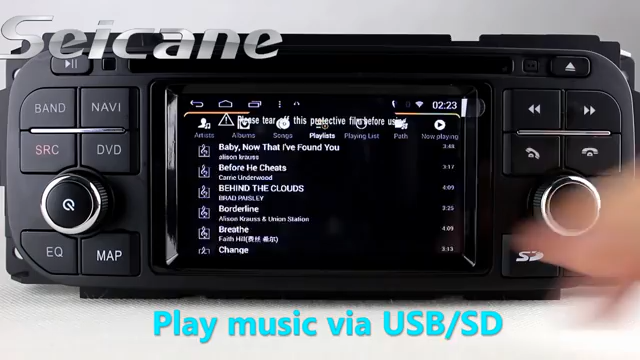 Seicane
BAND
NAVI
SRC
DVD
EQ
MAP
02:23
Please tear off this protective film before use
Artists
Albums
Songs
Playlists
Playing List
Path
Now playing
Baby, Now That I've Found You
alison krauss
3:48
Before He Cheats
Carrie Underwood
3:17
BEHIND THE CLOUDS
BRAD PAISLEY
4:09
Borderline
Alison Krauss & Union Station
3:25
Breathe
4:09
Change
3:13
SD
Play music via USB/SD